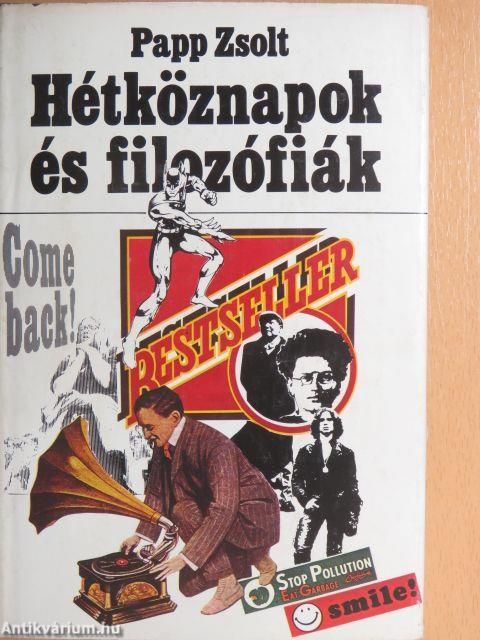 Papp Zsolt
Hétköznapok
és filozófiák
Come
back!
BESTSELLER
STOP POLLUTION
EAT GARBAGE
smile!
Antikvárium.hu